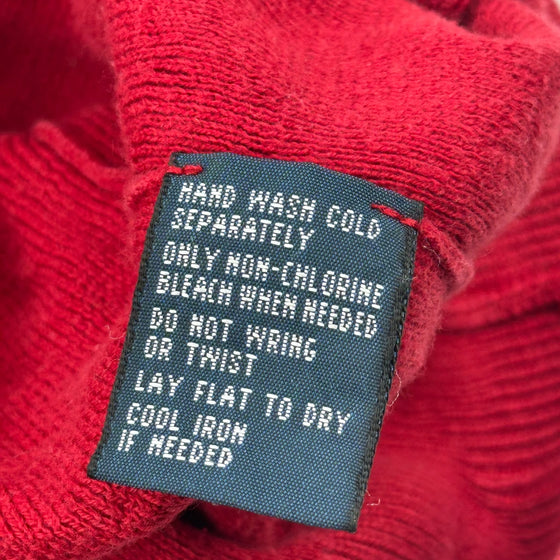 HAND WASH COLD
SEPARATELY
ONLY NON-CHLORINE
BLEACH WHEN NEEDED
DO NOT WRING
OR TWIST
LAY FLAT TO DRY
COOL IRON
IF NEEDED